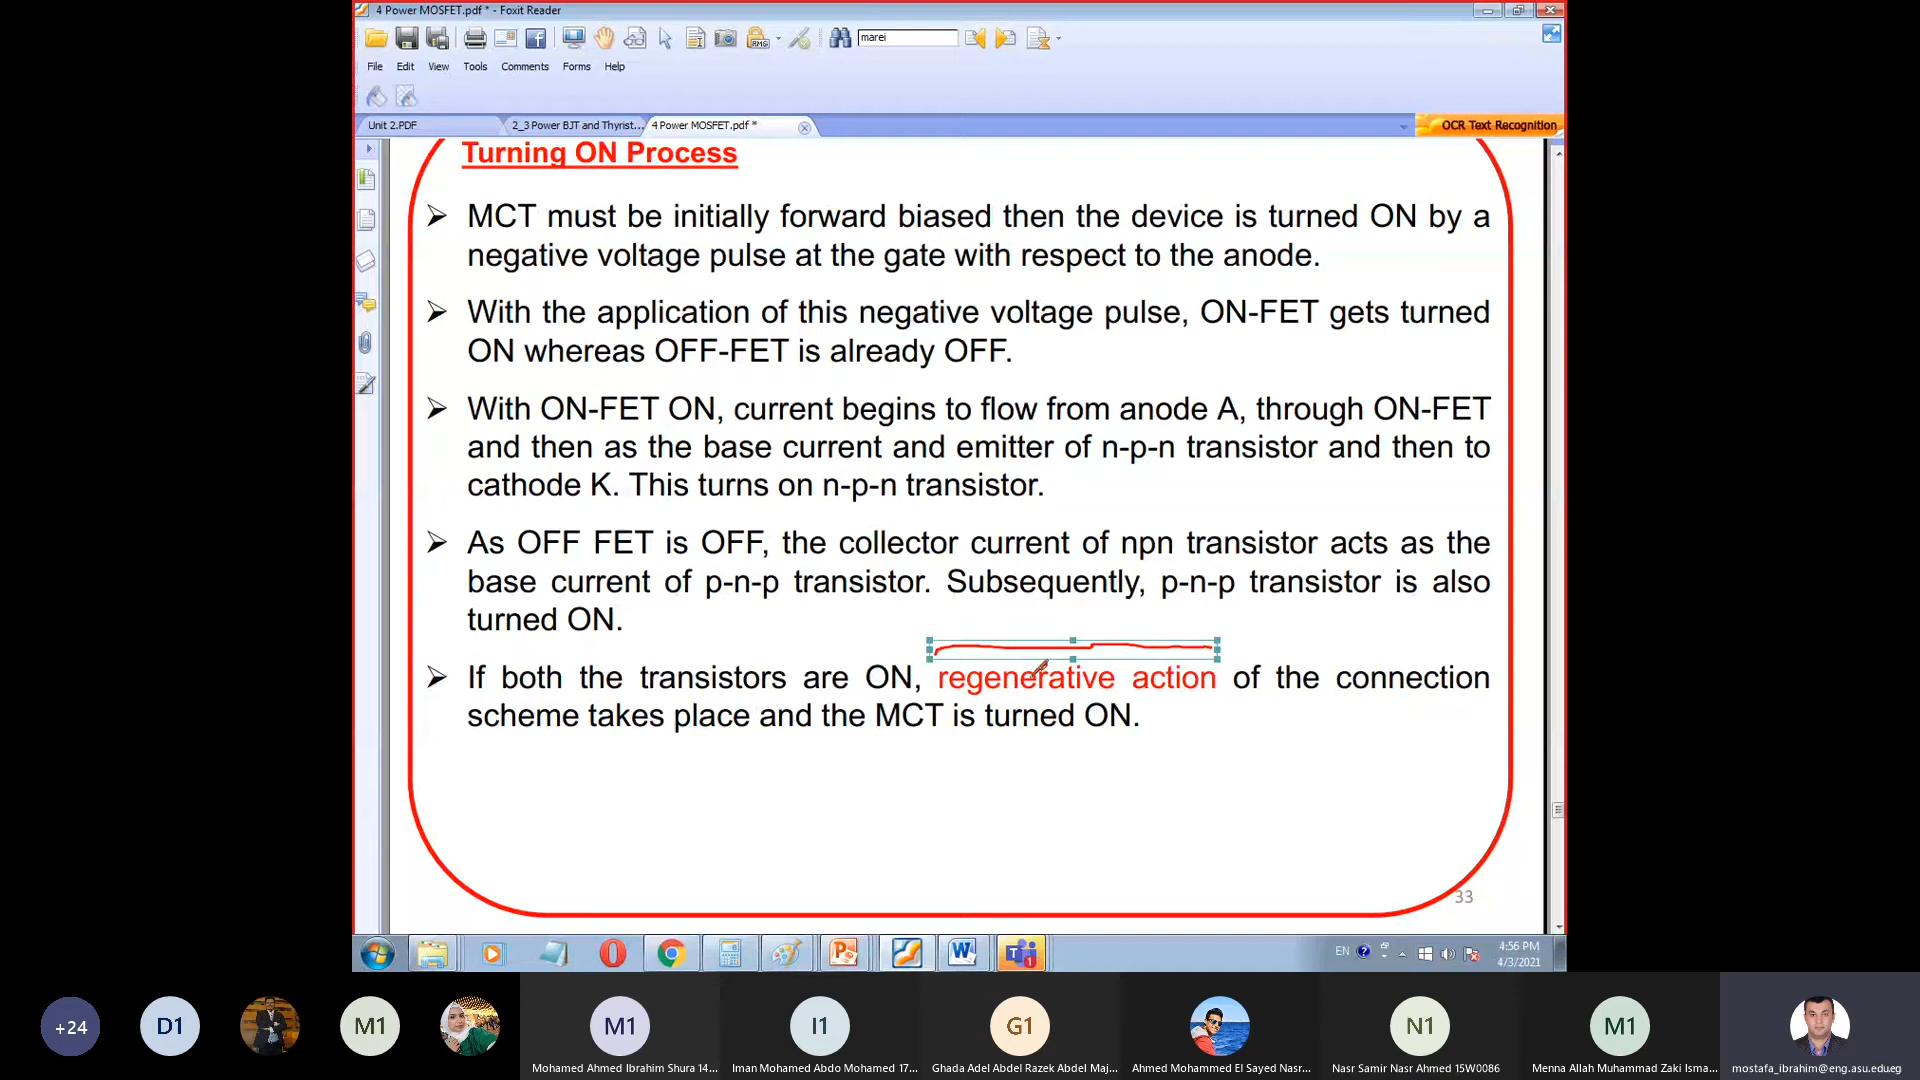 4 Power MOSFET.pdf * - Foxit Reader
RMS
marei
File Edit View Tools Comments Forms Help
Unit 2.PDF 2_3 Power BJT and Thyrist... 4 Power MOSFET.pdf * OCR Text Recognition
Turning ON Process
➢ MCT must be initially forward biased then the device is turned ON by a
negative voltage pulse at the gate with respect to the anode.
➢ With the application of this negative voltage pulse, ON-FET gets turned
ON whereas OFF-FET is already OFF.
➢ With ON-FET ON, current begins to flow from anode A, through ON-FET
and then as the base current and emitter of n-p-n transistor and then to
cathode K. This turns on n-p-n transistor.
➢ As OFF FET is OFF, the collector current of npn transistor acts as the
base current of p-n-p transistor. Subsequently, p-n-p transistor is also
turned ON.
➢ If both the transistors are ON, regenerative action of the connection
scheme takes place and the MCT is turned ON.
33
EN 4:56 PM
4/3/2021
+24 D1 M1 M1 I1 G1 N1 M1
Mohamed Ahmed Ibrahim Shura 14... Iman Mohamed Abdo Mohamed 17... Ghada Adel Abdel Razek Abdel Maj... Ahmed Mohammed El Sayed Nasr... Nasr Samir Nasr Ahmed 15W0086 Menna Allah Muhammad Zaki Isma... mostafa_ibrahim@eng.asu.edu.eg